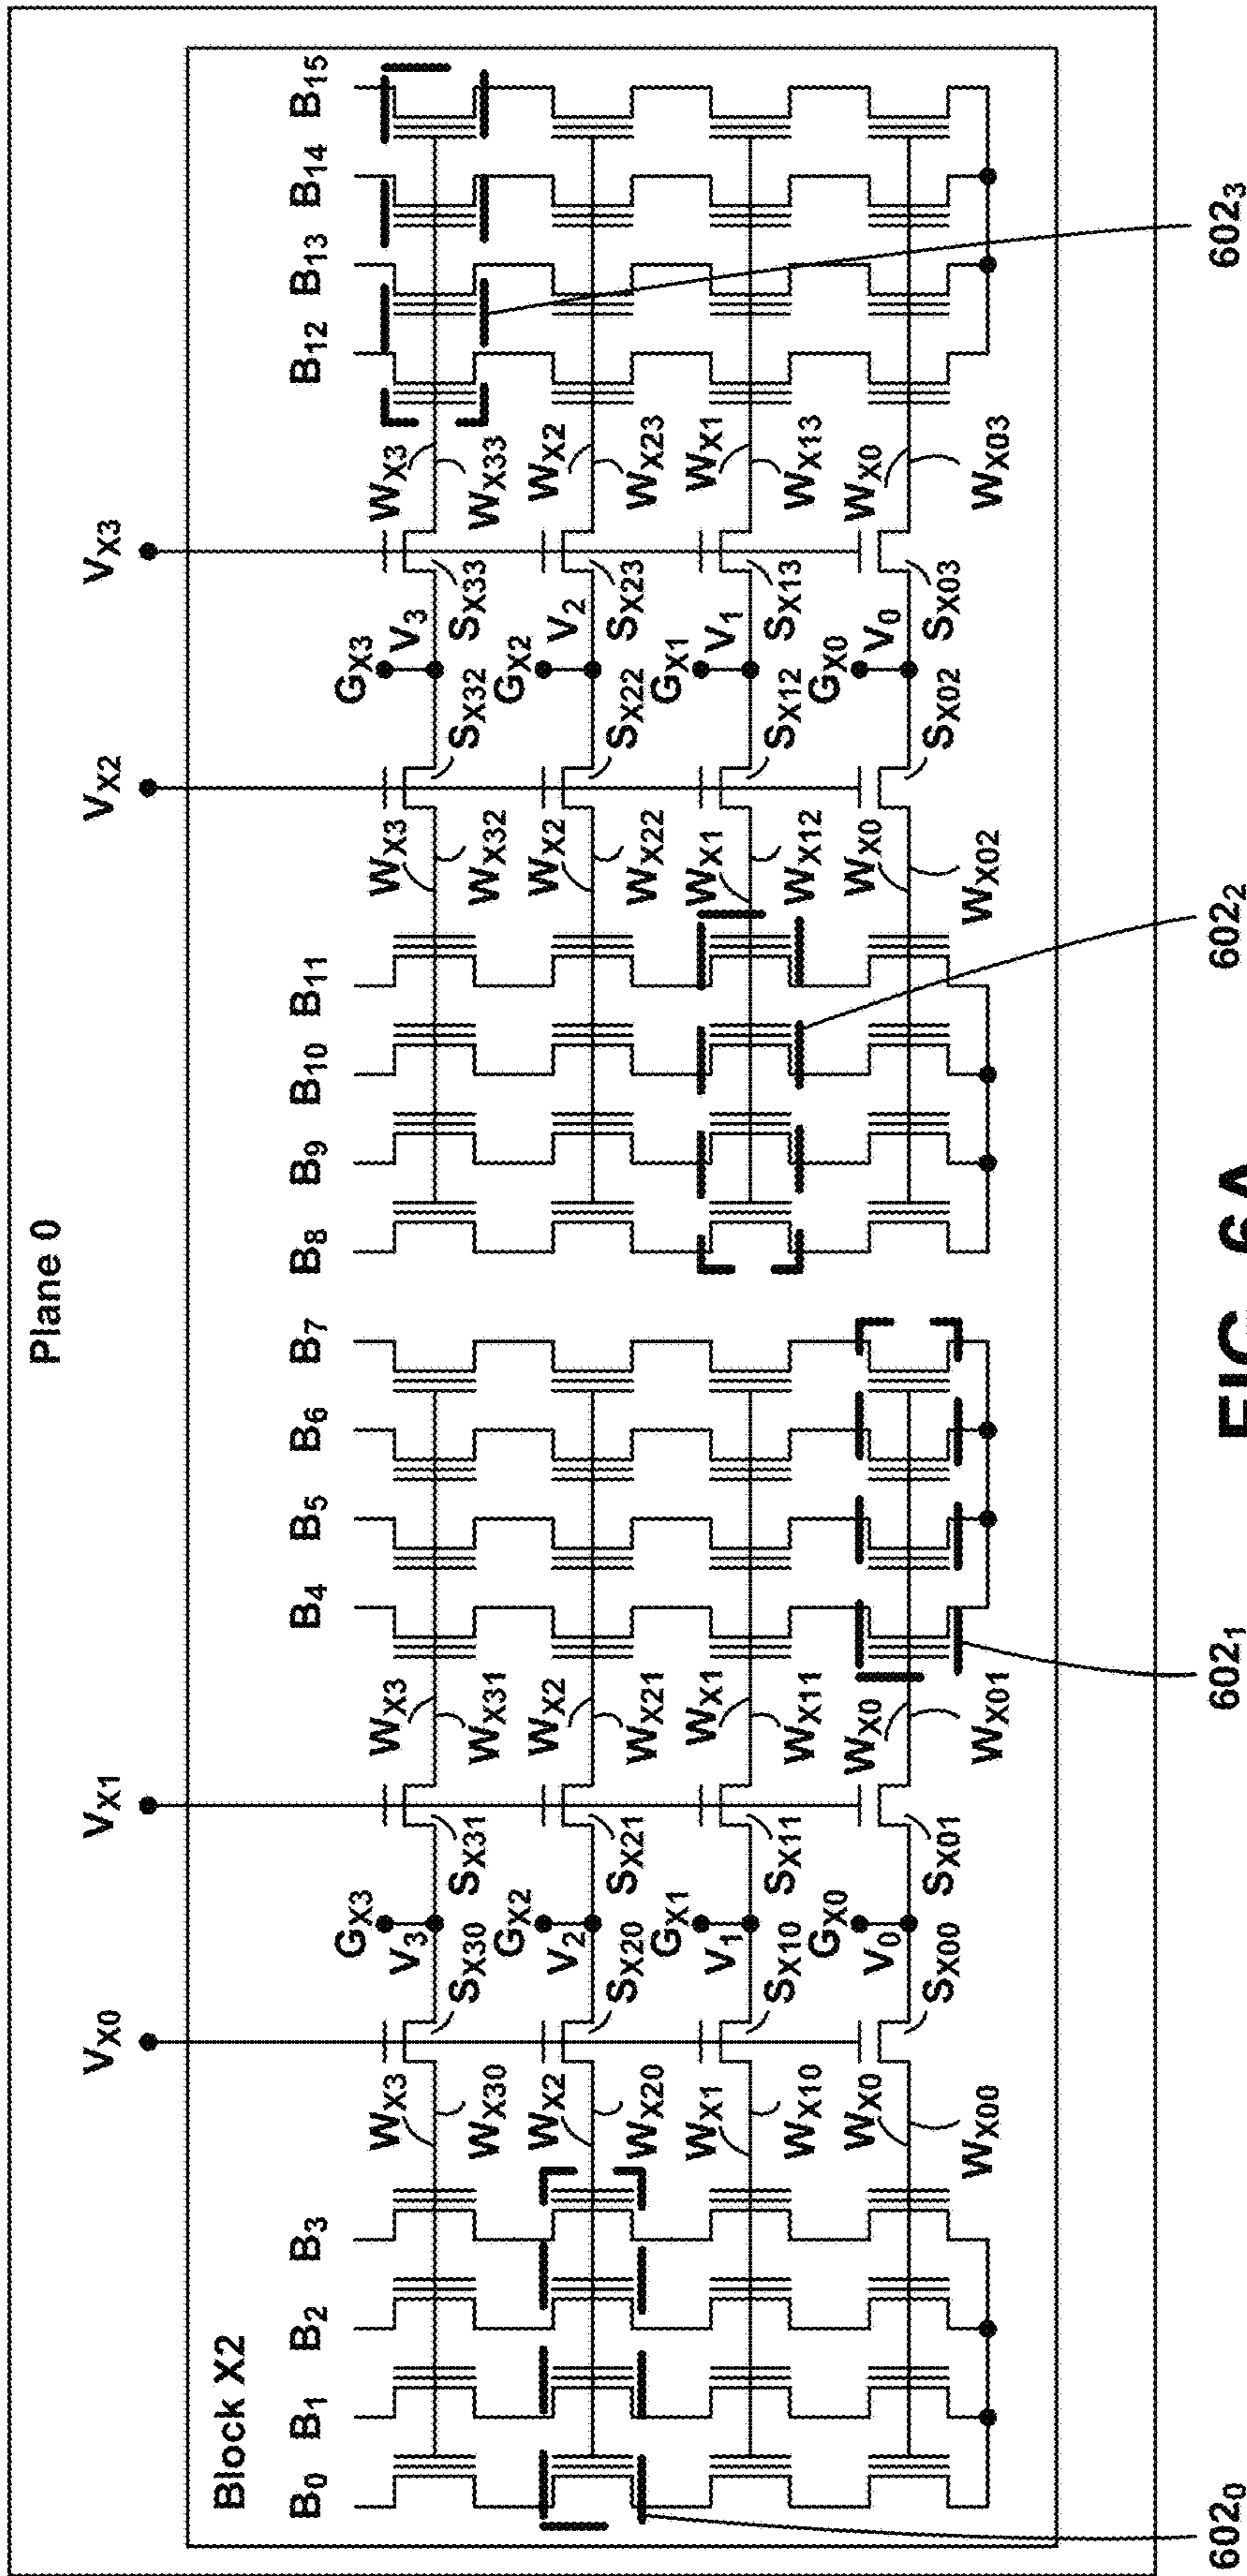 Plane 0
VX0 VX1 VX2 VX3
Block X2
B0 B1 B2 B3 B4 B5 B6 B7 B8 B9 B10 B11 B12 B13 B14 B15
GX3 GX3
WX3 V3 WX3 WX3 V3 WX3
WX30 SX30 SX31 WX31 WX32 SX32 SX33 WX33
GX2 GX2
WX2 V2 WX2 WX2 V2 WX2
WX20 SX20 SX21 WX21 WX22 SX22 SX23 WX23
GX1 GX1
WX1 V1 WX1 WX1 V1 WX1
WX10 SX10 SX11 WX11 WX12 SX12 SX13 WX13
GX0 GX0
WX0 V0 WX0 WX0 V0 WX0
WX00 SX00 SX01 WX01 WX02 SX02 SX03 WX03
6020 6021 6022 6023
FIG. 6A